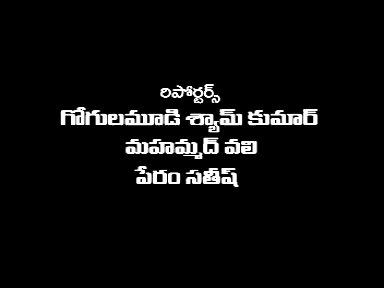 రిపోర్టర్స్
గోగులమూడి శ్యామ్ కుమార్
మహమ్మద్ వలి
పేరం సతీష్